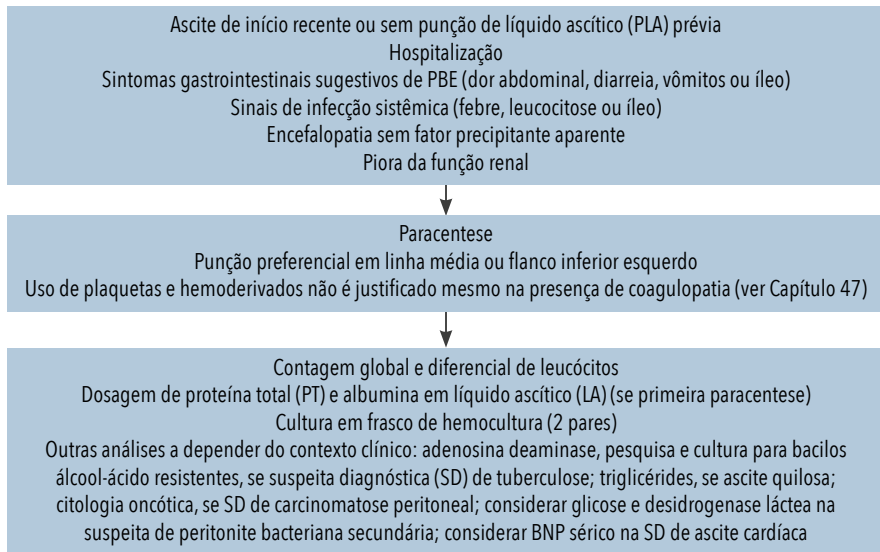 Ascite de início recente ou sem punção de líquido ascítico (PLA) prévia
Hospitalização
Sintomas gastrointestinais sugestivos de PBE (dor abdominal, diarreia, vômitos ou íleo)
Sinais de infecção sistêmica (febre, leucocitose ou íleo)
Encefalopatia sem fator precipitante aparente
Piora da função renal
Paracentese
Punção preferencial em linha média ou flanco inferior esquerdo
Uso de plaquetas e hemoderivados não é justificado mesmo na presença de coagulopatia (ver Capítulo 47)
Contagem global e diferencial de leucócitos
Dosagem de proteína total (PT) e albumina em líquido ascítico (LA) (se primeira paracentese)
Cultura em frasco de hemocultura (2 pares)
Outras análises a depender do contexto clínico: adenosina deaminase, pesquisa e cultura para bacilos
álcool-ácido resistentes, se suspeita diagnóstica (SD) de tuberculose; triglicérides, se ascite quilosa;
citologia oncótica, se SD de carcinomatose peritoneal; considerar glicose e desidrogenase láctea na
suspeita de peritonite bacteriana secundária; considerar BNP sérico na SD de ascite cardíaca